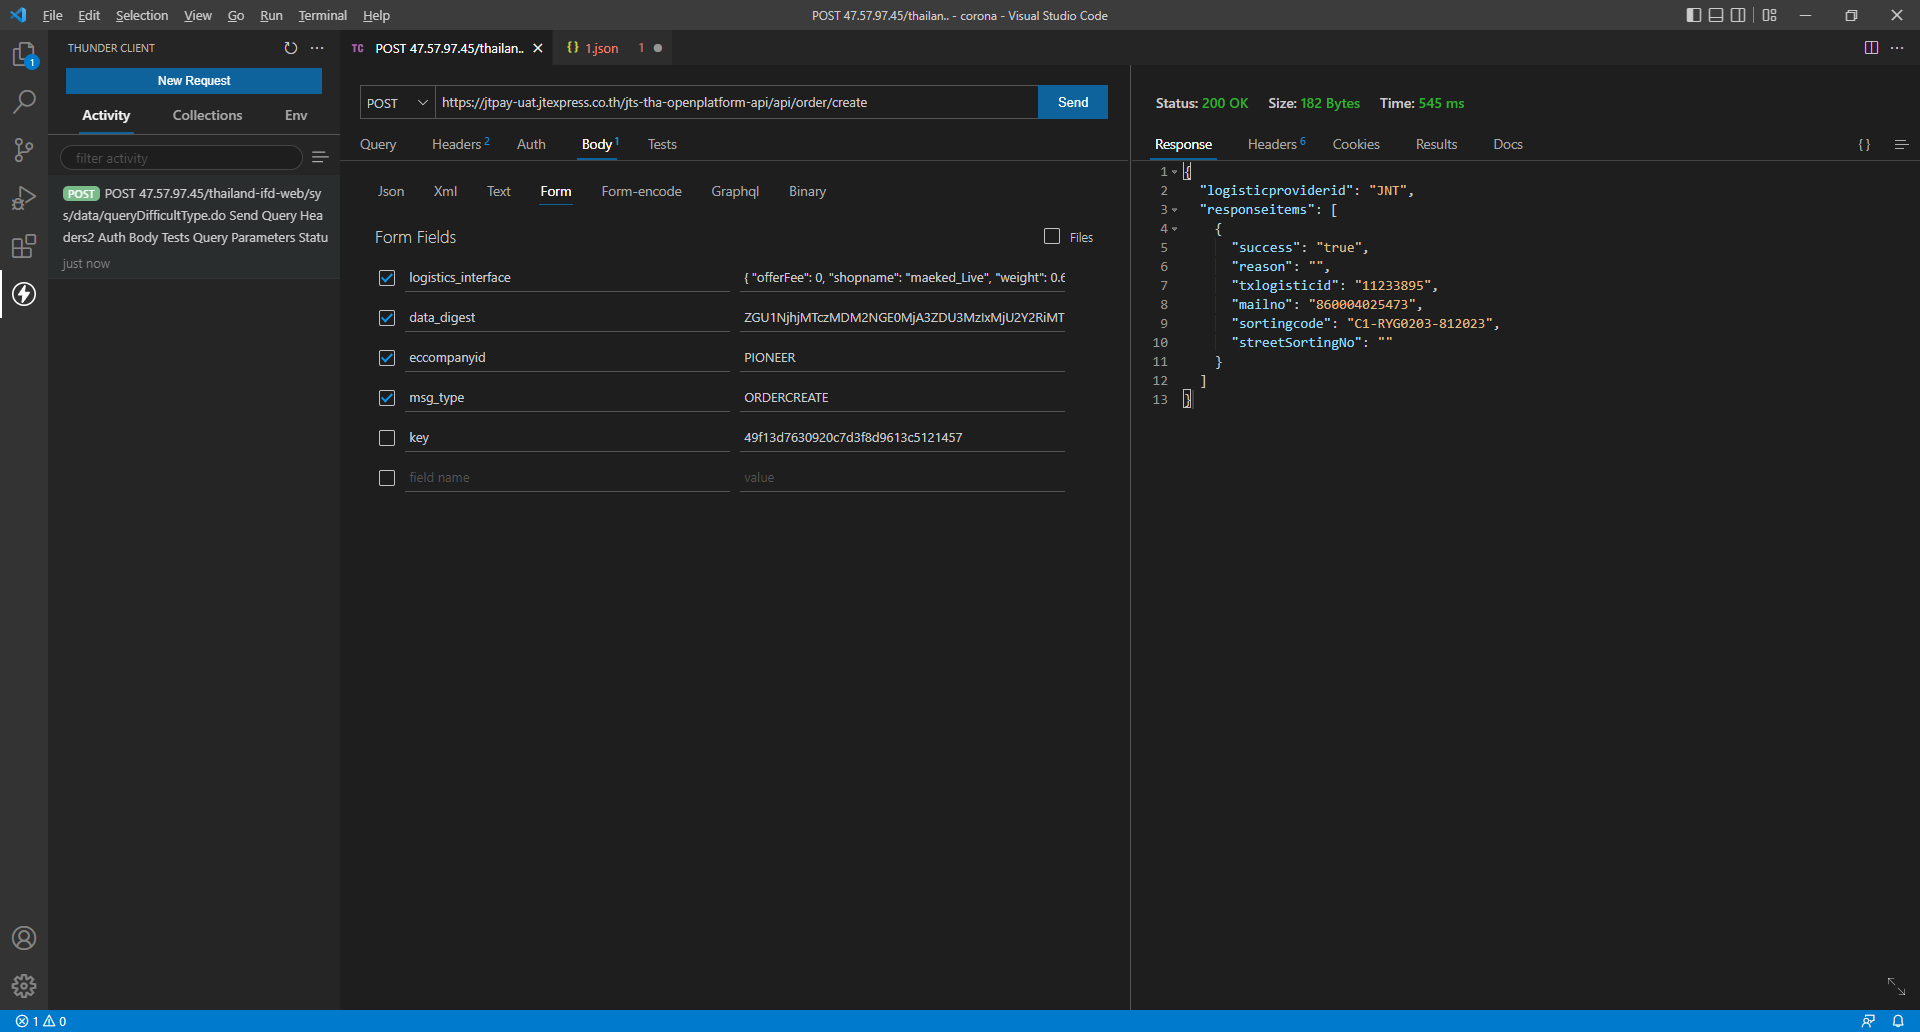 File Edit Selection View Go Run Terminal Help
POST 47.57.97.45/thailan.. - corona - Visual Studio Code
1
THUNDER CLIENT
New Request
Activity Collections Env
filter activity
POST POST 47.57.97.45/thailand-ifd-web/sy
s/data/queryDifficultType.do Send Query Hea
ders2 Auth Body Tests Query Parameters Statu
just now
TC POST 47.57.97.45/thailan..
{} 1.json 1
POST https://jtpay-uat.jtexpress.co.th/jts-tha-openplatform-api/api/order/create Send
Query Headers 2 Auth Body 1 Tests
Json Xml Text Form Form-encode Graphql Binary
Form Fields Files
logistics_interface { "offerFee": 0, "shopname": "maeked_Live", "weight": 0.6
data_digest
eccompanyid PIONEER
msg_type ORDERCREATE
key 49f13d7630920c7d3f8d9613c5121457
field name value
Status: 200 OK Size: 182 Bytes Time: 545 ms
Response Headers 6 Cookies Results Docs {}
1 {
2 "logisticproviderid": "JNT",
3 "responseitems": [
4 {
5 "success": "true",
6 "reason": "",
7 "txlogisticid": "11233895",
8 "mailno": "860004025473",
9 "sortingcode": "C1-RYG0203-812023",
10 "streetSortingNo": ""
11 }
12 ]
13 }
1 0